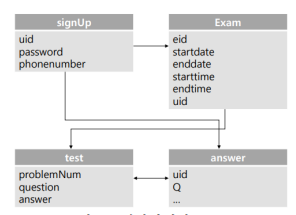 signUp
uid
password
phonenumber
Exam
eid
startdate
enddate
starttime
endtime
uid
test
problemNum
question
answer
answer
uid
Q
...